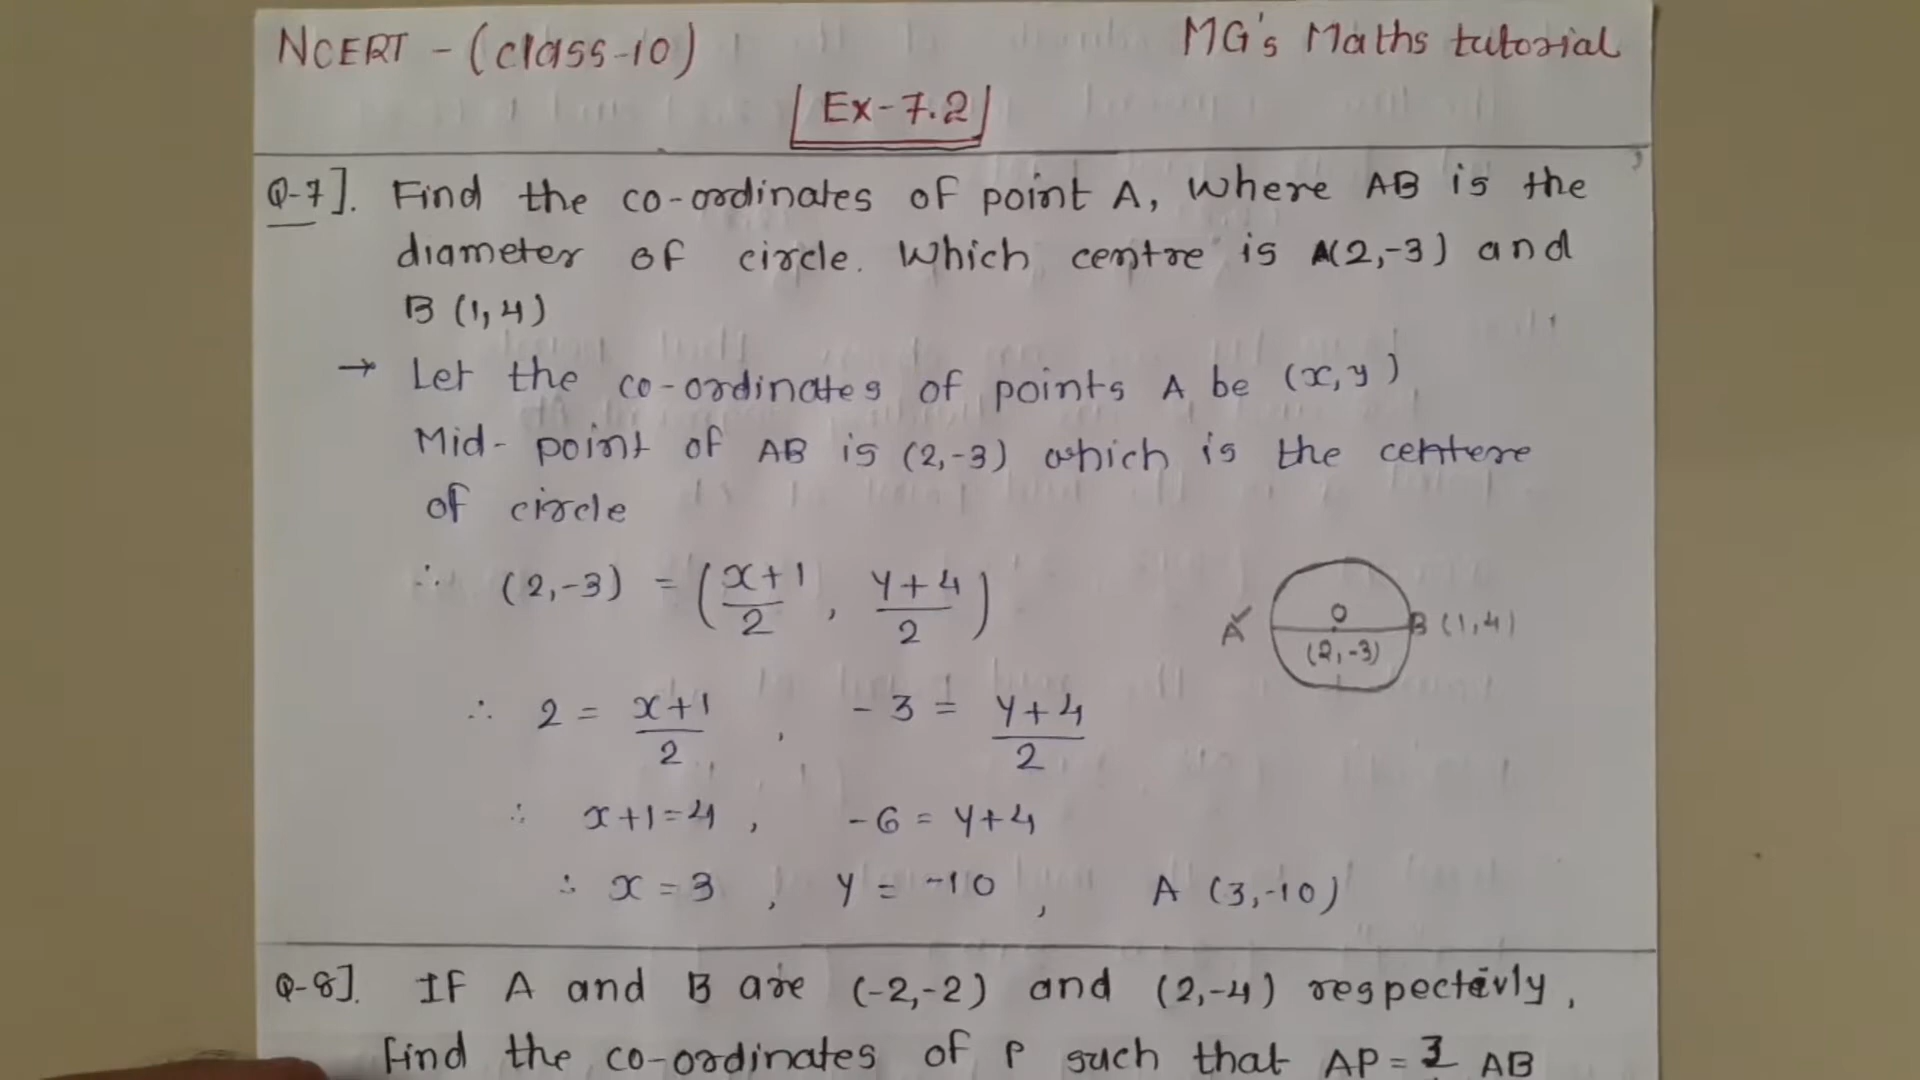 NCERT - (class-10) MG's Maths tutorial
Ex-7.2
Q-7]. Find the co-ordinates of point A, Where AB is the
diameter of circle. Which centre is A(2,-3) and
B (1,4)
→ Let the co-ordinates of points A be (x,y)
Mid-point of AB is (2,-3) which is the centere
of circle
∴ (2,-3) = (x+1/2, y+4/2)
A O B (1,4)
(2,-3)
∴ 2 = x+1/2, -3 = y+4/2
∴ x+1=4, -6 = y+4
∴ x = 3, y = -10, A (3,-10)
Q-8]. If A and B are (-2,-2) and (2,-4) respectivly,
Find the co-ordinates of P such that AP = 3 AB